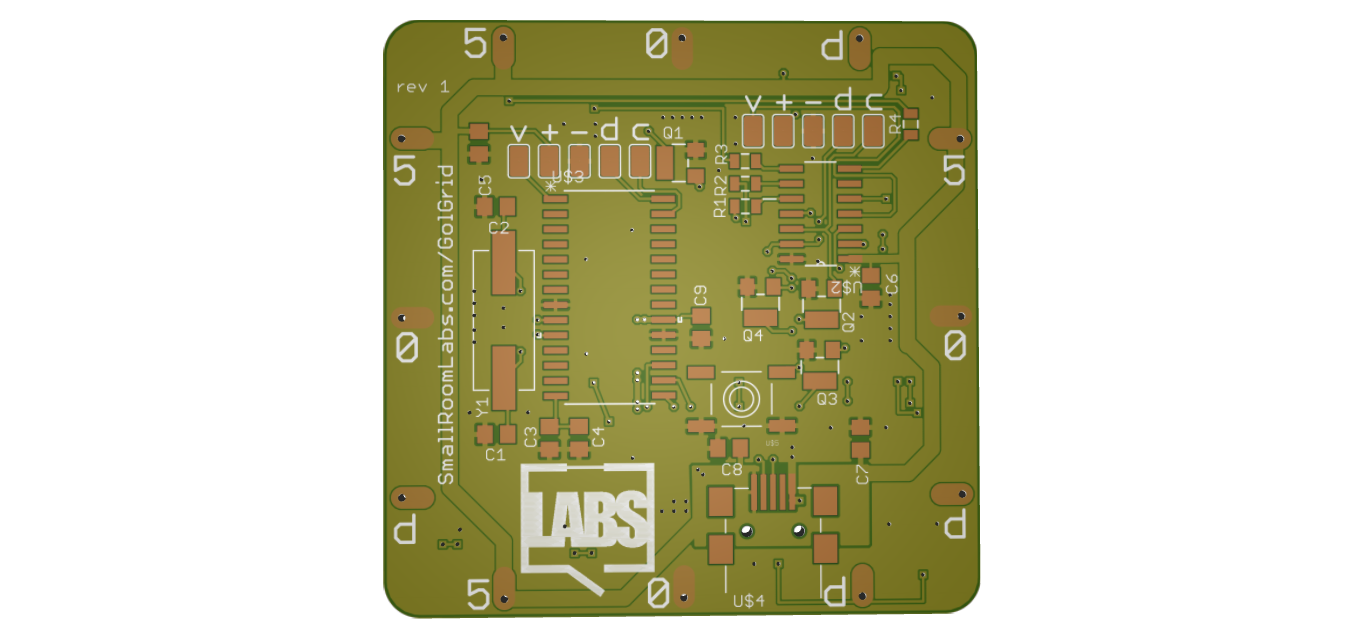 5 0 d
rev 1
v + - d c
R4
v + - d c
Q1
R3
5
5
U$3
*
C5
R2
R1
C2
SmallRoomLabs.com/GolGrid
*
U$2
C6
C9
Q4
Q2
0
0
Q3
Y1
C1
C3
C4
U$5
C8
C7
d
d
LABS
5 0 d
U$4